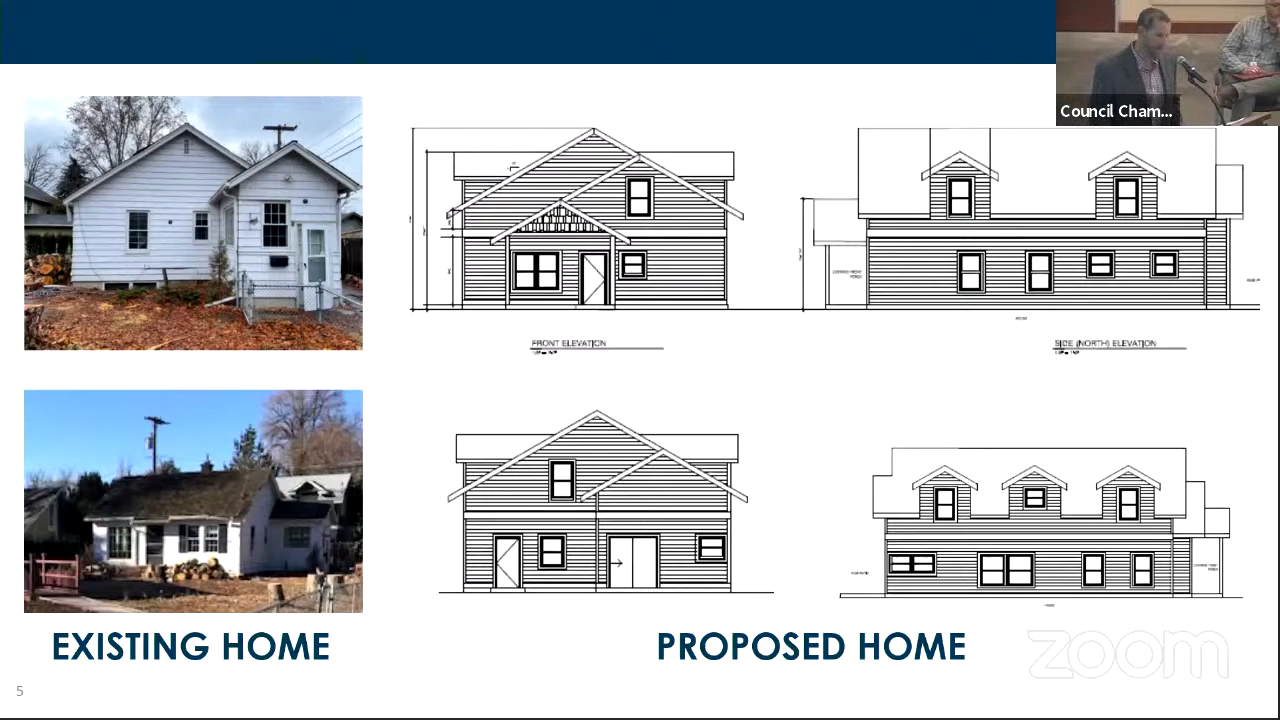 Council Cham...
FRONT ELEVATION
SIDE (NORTH) ELEVATION
EXISTING HOME
PROPOSED HOME
zoom
5